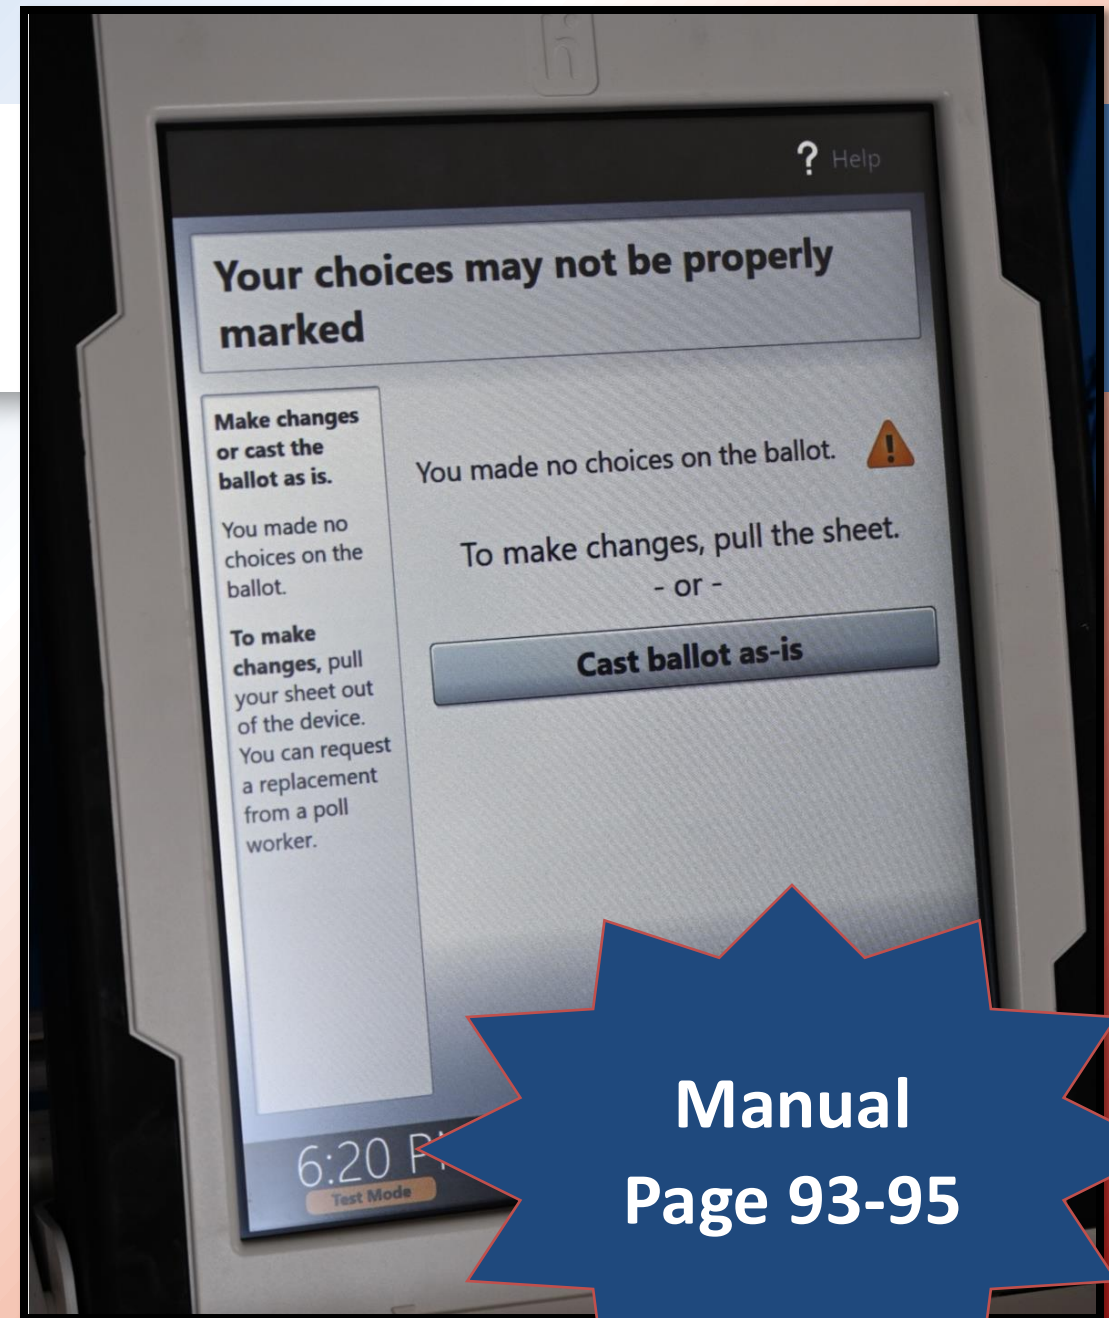 ? Help
Your choices may not be properly
marked
Make changes
or cast the
ballot as is.
You made no
choices on the
ballot.
To make
changes, pull
your sheet out
of the device.
You can request
a replacement
from a poll
worker.
You made no choices on the ballot.
To make changes, pull the sheet.
- or -
Cast ballot as-is
6:20
Test Mode
Manual
Page 93-95